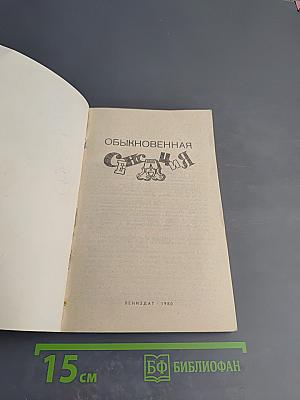 ОБЫКНОВЕННАЯ
СЕНСАЦИЯ
ЛЕНИЗДАТ · 1980
15 см
БФ БИБЛИОФАН